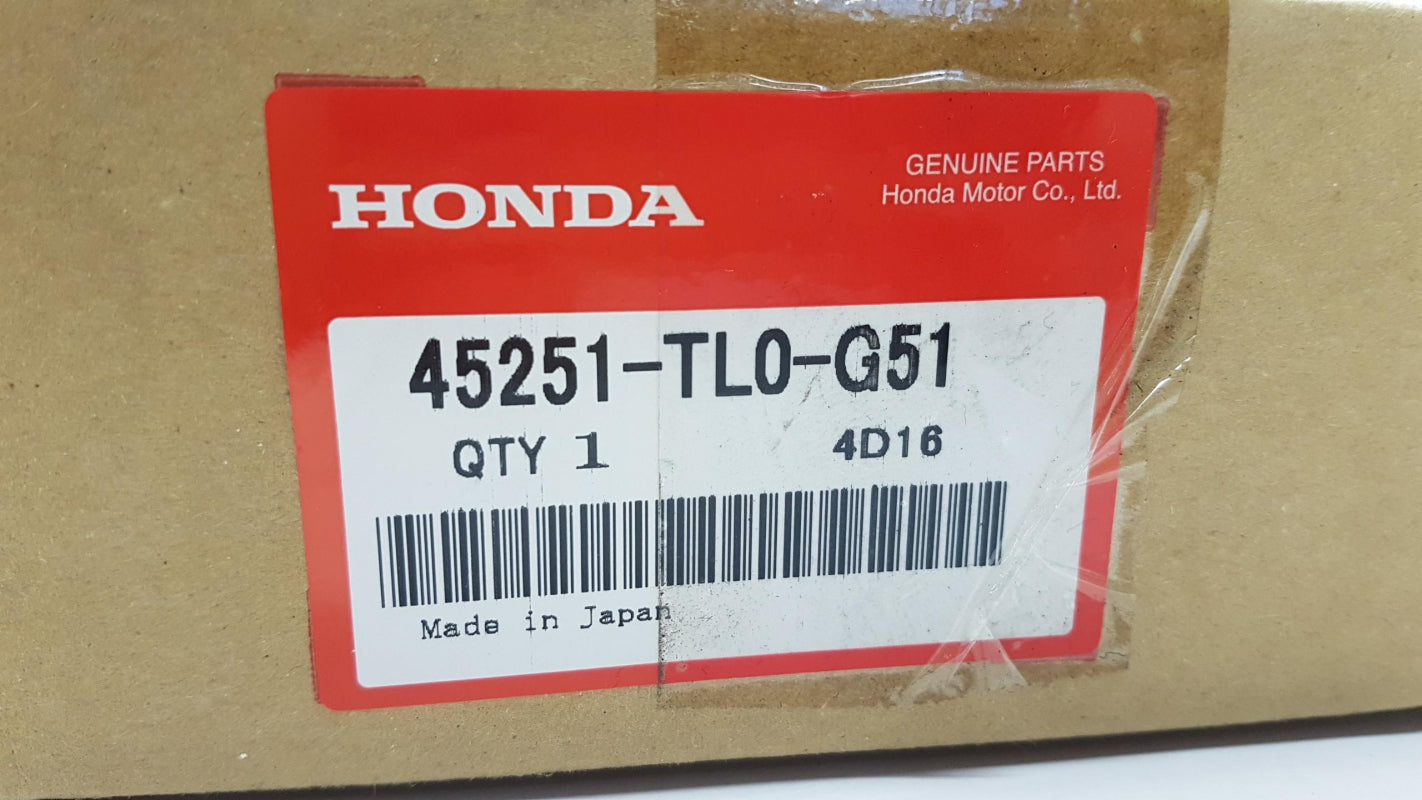 GENUINE PARTS
HONDA
Honda Motor Co., Ltd.
45251-TL0-G51
QTY 1 4D16
Made in Japan